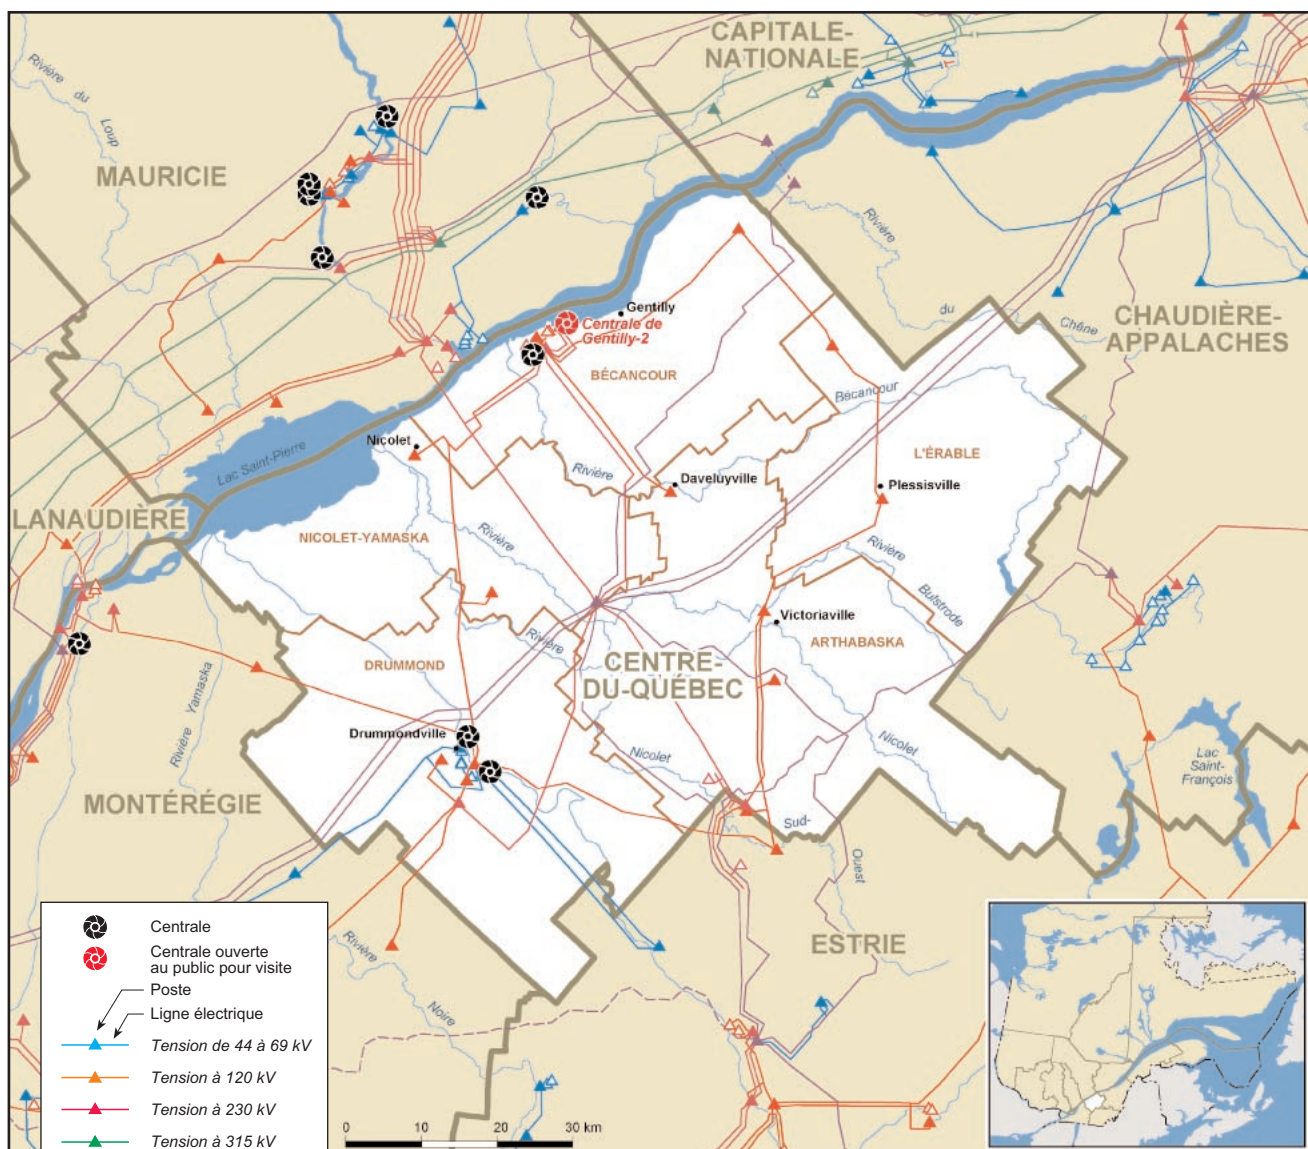 CAPITALE-
NATIONALE
Rivière
du
Loup
MAURICIE
Rivière
du
Chêne
CHAUDIÈRE-
APPALACHES
Gentilly
Centrale de
Gentilly-2
BÉCANCOUR
Bécancour
Lac Saint-Pierre
Nicolet
Rivière
Daveluyville
L'ÉRABLE
Plessisville
LANAUDIÈRE
NICOLET-YAMASKA
Rivière
Rivière
Bulstrode
Victoriaville
ARTHABASKA
Rivière
DRUMMOND
CENTRE-
DU-QUÉBEC
Rivière Yamaska
Drummondville
Nicolet
Nicolet
Lac
Saint-
François
MONTÉRÉGIE
Sud-
Ouest
ESTRIE
Rivière
Noire
Centrale
Centrale ouverte
au public pour visite
Poste
Ligne électrique
Tension de 44 à 69 kV
Tension à 120 kV
Tension à 230 kV
Tension à 315 kV
0 10 20 30 km